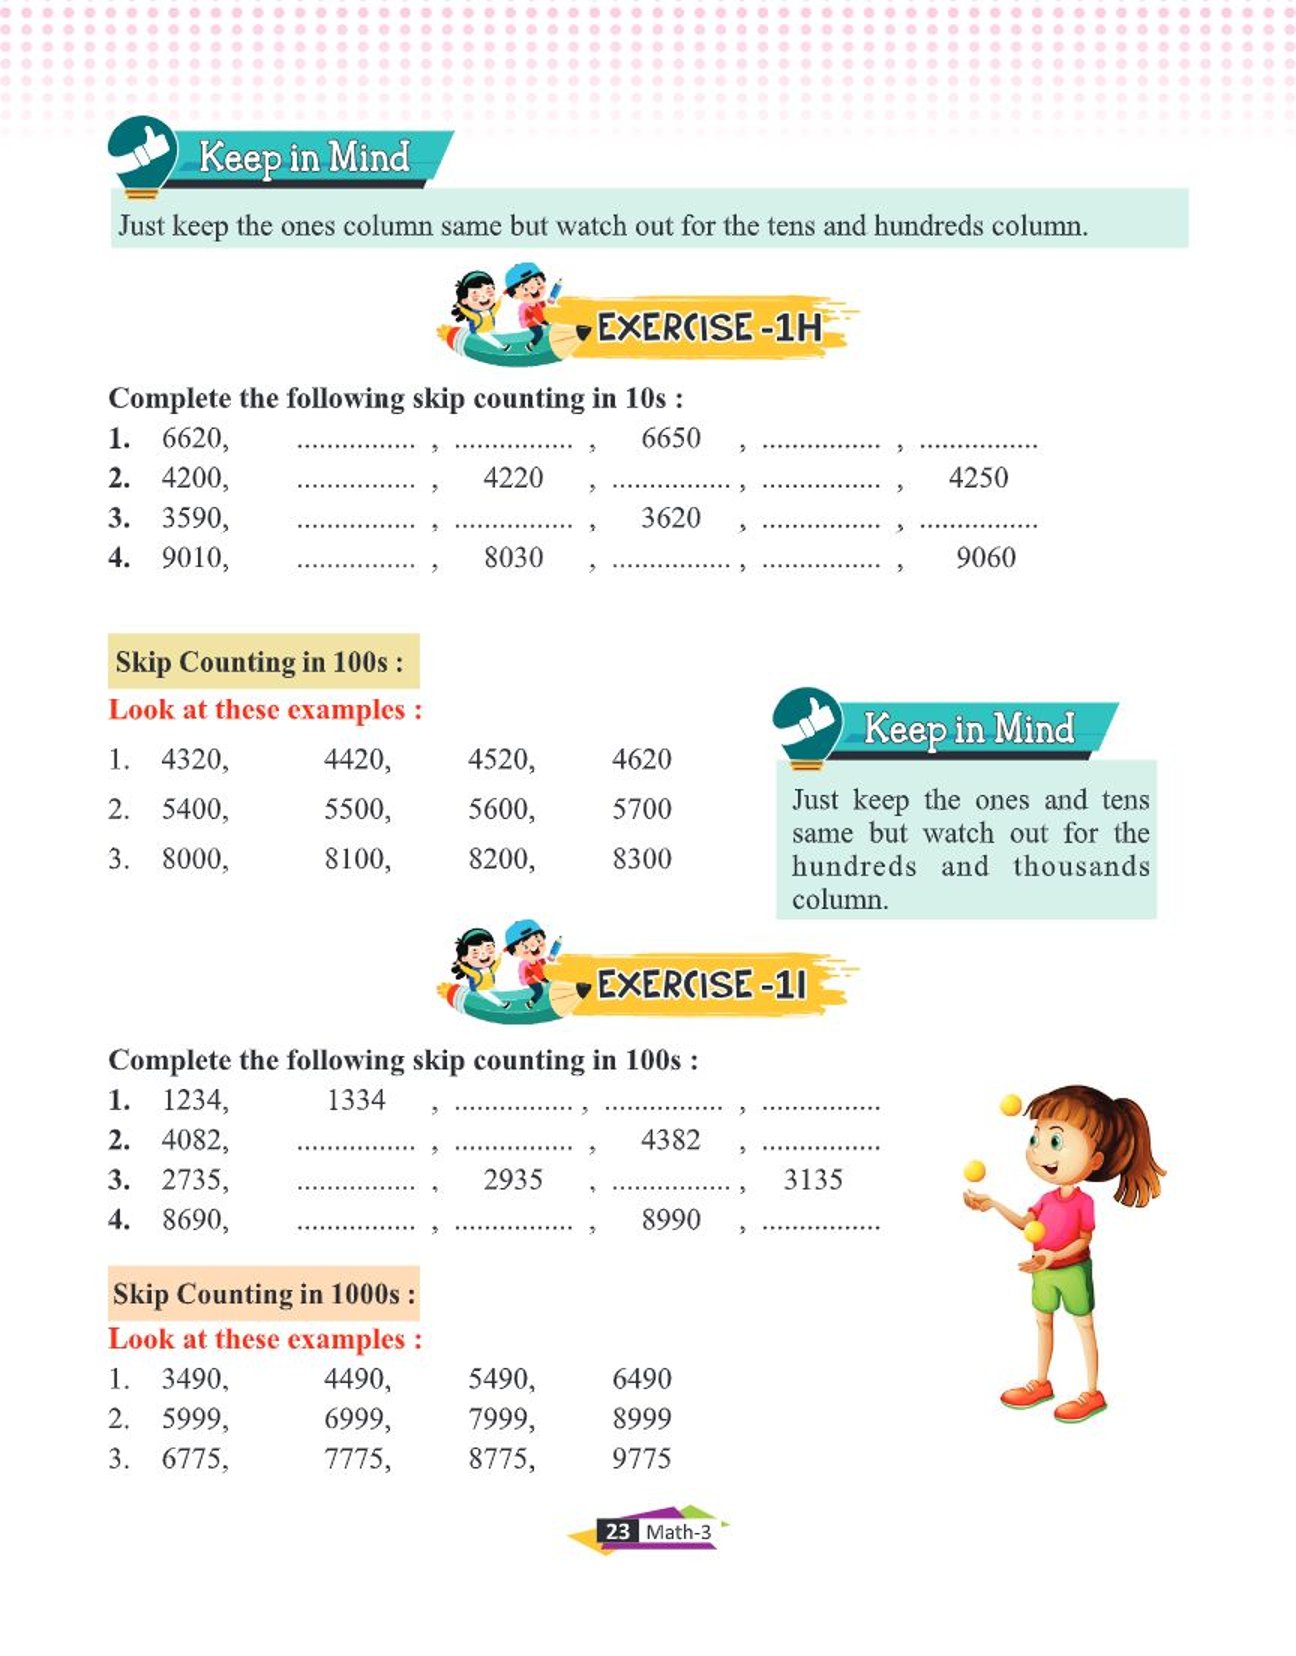 Keep in Mind
Just keep the ones column same but watch out for the tens and hundreds column.
EXERCISE -1H
Complete the following skip counting in 10s :
1. 6620, ................ , ................ , 6650 , ................ , ................
2. 4200, ................ , 4220 , ................ , ................ , 4250
3. 3590, ................ , ................ , 3620 , ................ , ................
4. 9010, ................ , 8030 , ................ , ................ , 9060
Skip Counting in 100s :
Look at these examples :
1. 4320, 4420, 4520, 4620
2. 5400, 5500, 5600, 5700
3. 8000, 8100, 8200, 8300
Keep in Mind
Just keep the ones and tens
same but watch out for the
hundreds and thousands
column.
EXERCISE -1I
Complete the following skip counting in 100s :
1. 1234, 1334 , ................ , ................ , ................
2. 4082, ................ , ................ , 4382 , ................
3. 2735, ................ , 2935 , ................ , 3135
4. 8690, ................ , ................ , 8990 , ................
Skip Counting in 1000s :
Look at these examples :
1. 3490, 4490, 5490, 6490
2. 5999, 6999, 7999, 8999
3. 6775, 7775, 8775, 9775
23 Math-3